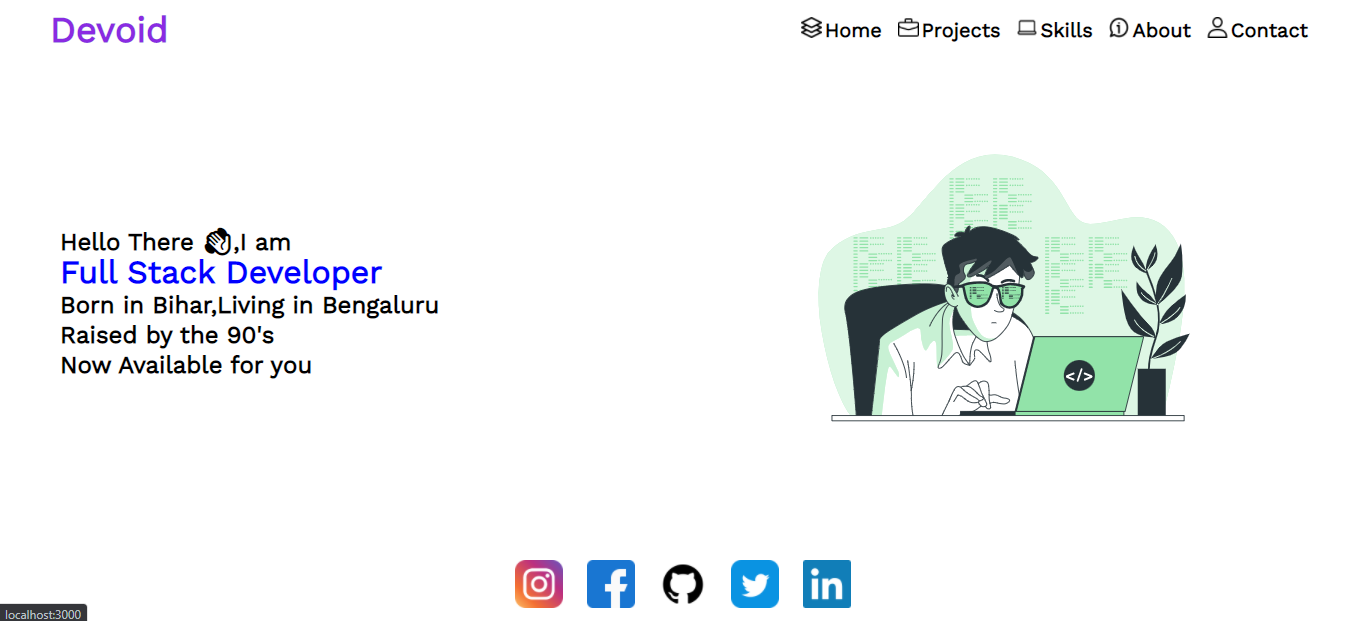 Devoid
Home Projects Skills About Contact
Hello There 👏,I am
Full Stack Developer
Born in Bihar,Living in Bengaluru
Raised by the 90's
Now Available for you
</>
in
localhost:3000